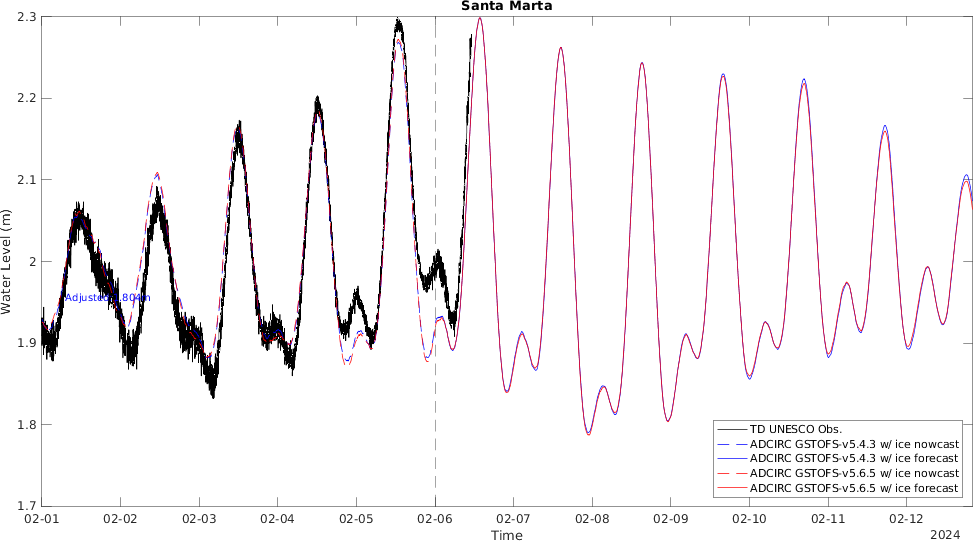 Santa Marta
2.3
2.2
2.1
2
1.9
1.8
1.7
Water Level (m)
Adjusted 1.804m
02-01 02-02 02-03 02-04 02-05 02-06 02-07 02-08 02-09 02-10 02-11 02-12
Time
2024
TD UNESCO Obs.
ADCIRC GSTOFS-v5.4.3 w/ ice nowcast
ADCIRC GSTOFS-v5.4.3 w/ ice forecast
ADCIRC GSTOFS-v5.6.5 w/ ice nowcast
ADCIRC GSTOFS-v5.6.5 w/ ice forecast